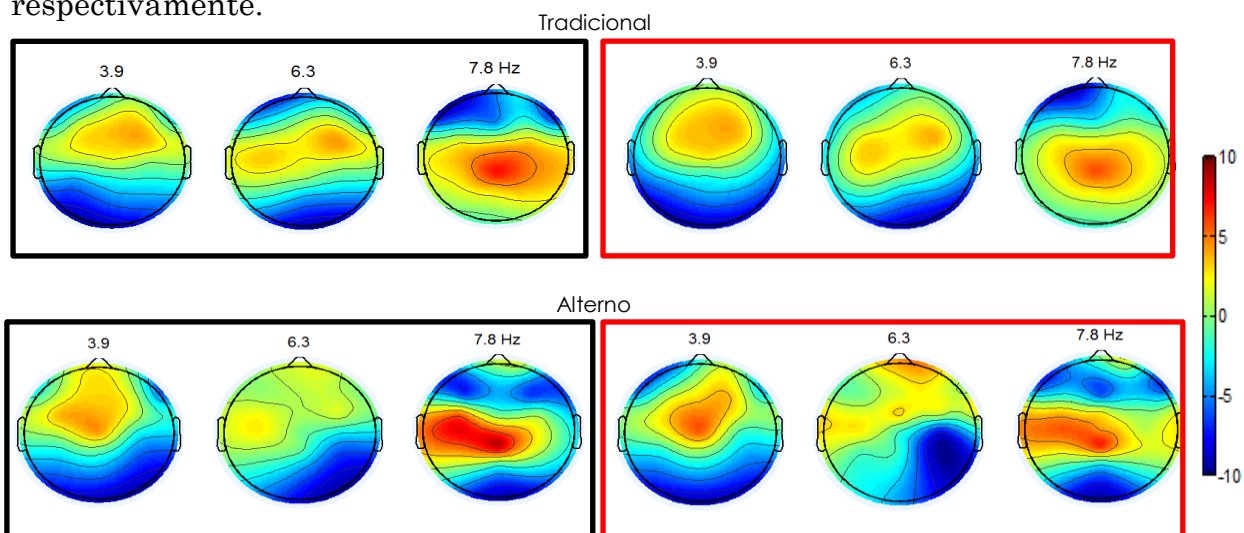 respectivamente.
Tradicional
3.9 6.3 7.8 Hz 3.9 6.3 7.8 Hz
10
5
0
-5
-10
Alterno
3.9 6.3 7.8 Hz 3.9 6.3 7.8 Hz